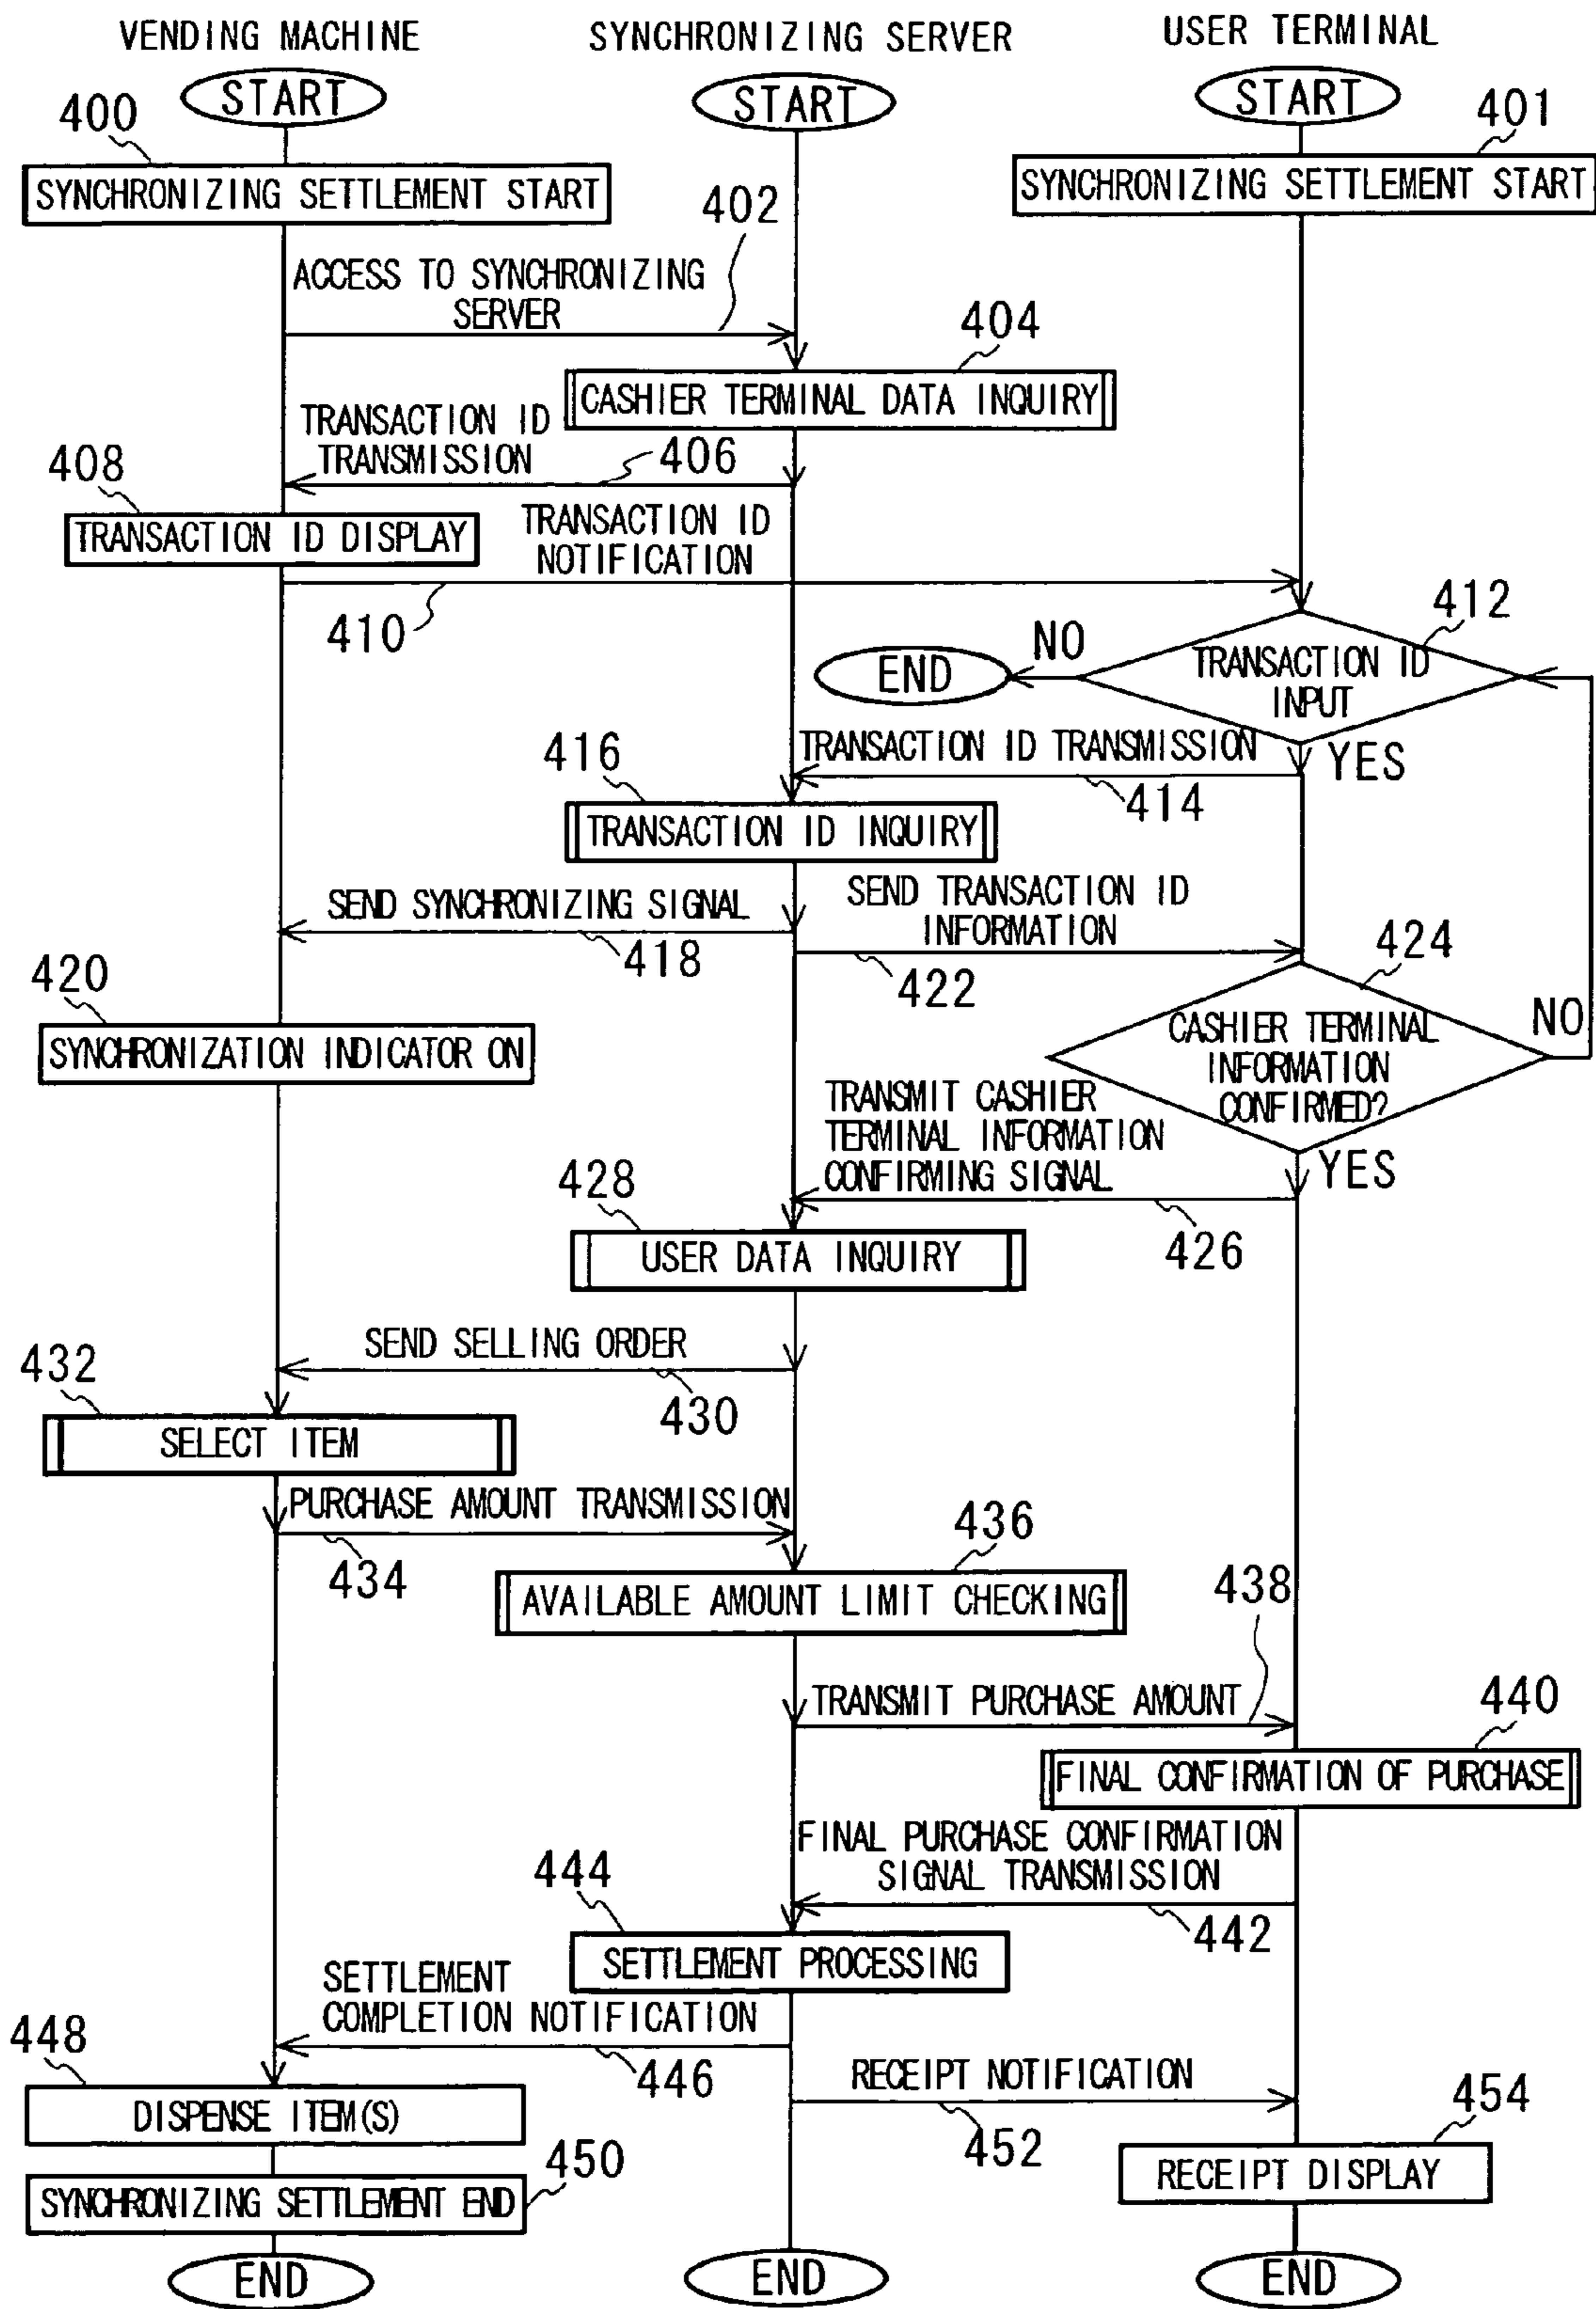 VENDING MACHINE
SYNCHRONIZING SERVER
USER TERMINAL
START
START
START
400
401
SYNCHRONIZING SETTLEMENT START
SYNCHRONIZING SETTLEMENT START
402
ACCESS TO SYNCHRONIZING
SERVER
404
CASHIER TERMINAL DATA INQUIRY
TRANSACTION ID
TRANSMISSION
406
408
TRANSACTION ID DISPLAY
TRANSACTION ID
NOTIFICATION
410
412
NO
END
TRANSACTION ID
INPUT
YES
TRANSACTION ID TRANSMISSION
414
416
TRANSACTION ID INQUIRY
SEND SYNCHRONIZING SIGNAL
418
SEND TRANSACTION ID
INFORMATION
422
420
SYNCHRONIZATION INDICATOR ON
424
CASHIER TERMINAL
INFORMATION
CONFIRMED?
NO
YES
TRANSMIT CASHIER
TERMINAL INFORMATION
CONFIRMING SIGNAL
426
428
USER DATA INQUIRY
SEND SELLING ORDER
430
432
SELECT ITEM
PURCHASE AMOUNT TRANSMISSION
434
436
AVAILABLE AMOUNT LIMIT CHECKING
438
TRANSMIT PURCHASE AMOUNT
440
FINAL CONFIRMATION OF PURCHASE
FINAL PURCHASE CONFIRMATION
SIGNAL TRANSMISSION
442
444
SETTLEMENT PROCESSING
SETTLEMENT
COMPLETION NOTIFICATION
446
448
DISPENSE ITEM(S)
RECEIPT NOTIFICATION
452
454
RECEIPT DISPLAY
450
SYNCHRONIZING SETTLEMENT END
END
END
END